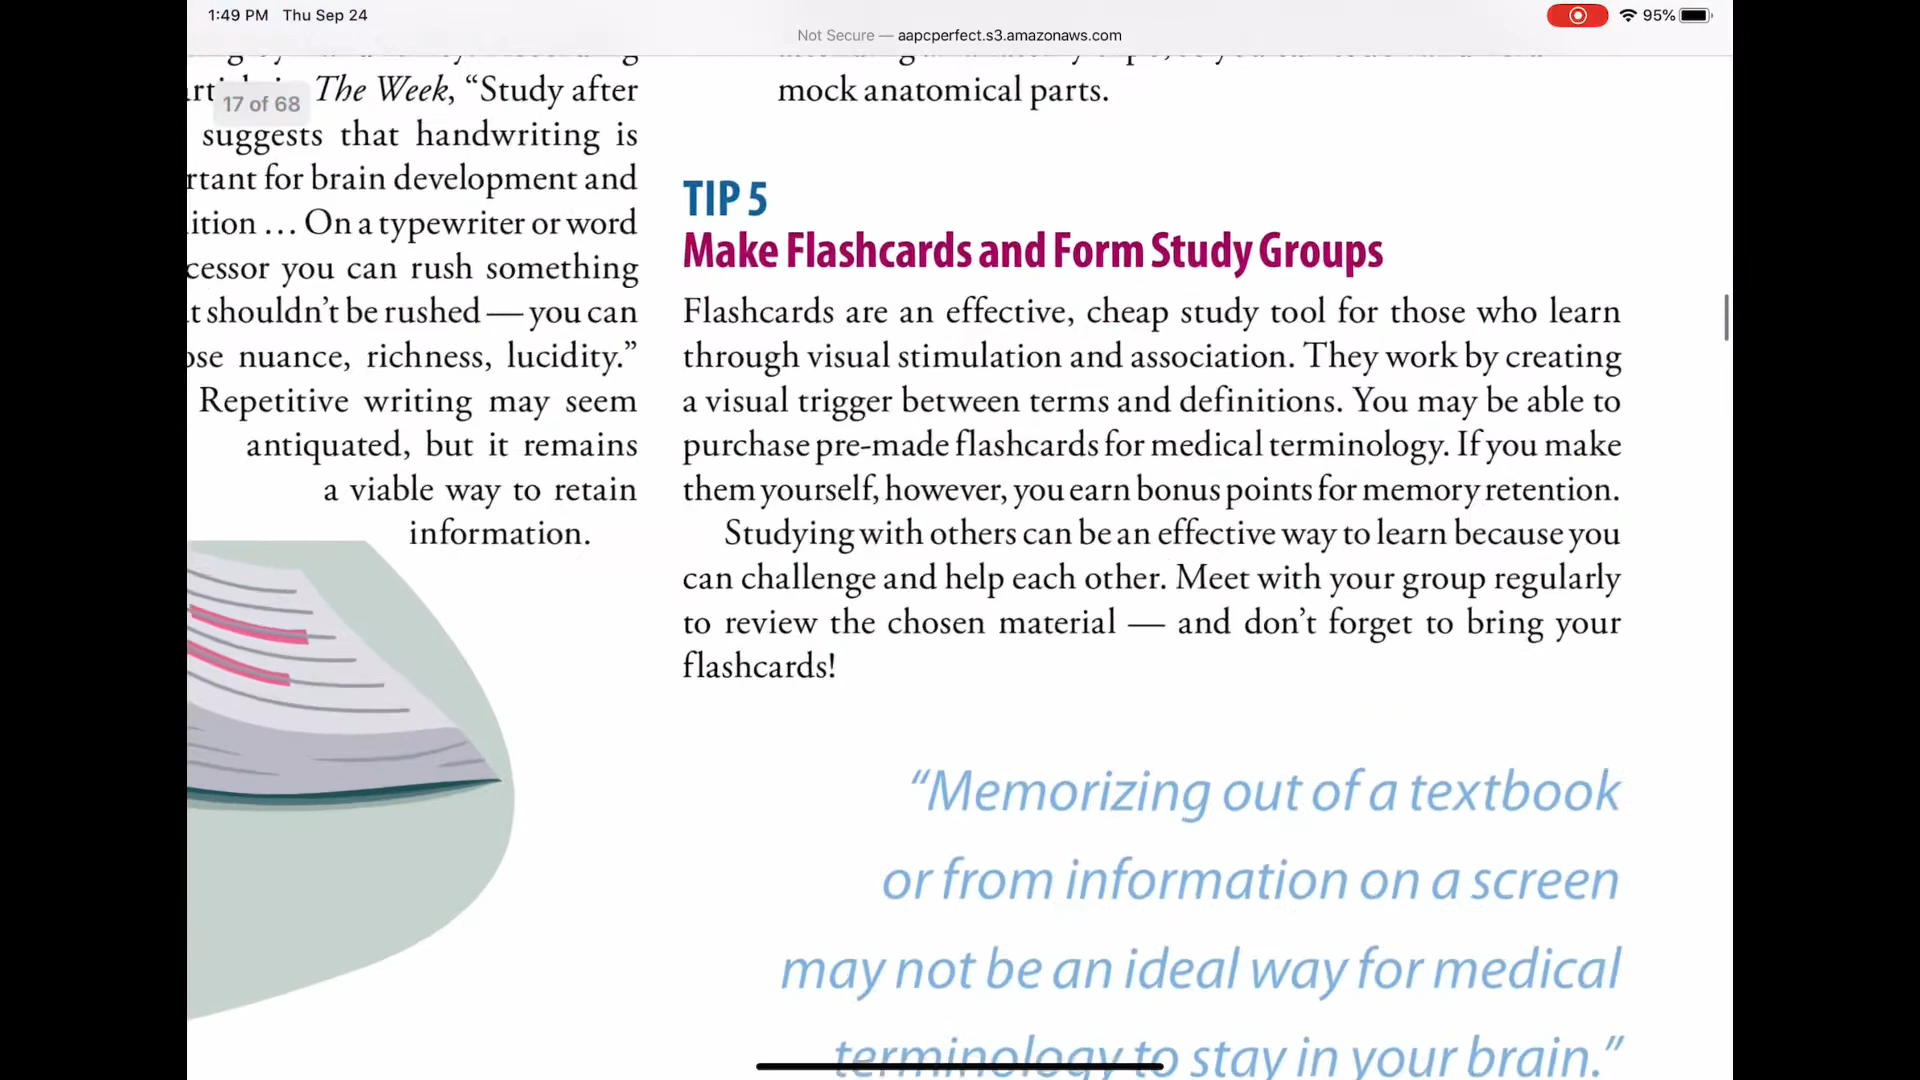 1:49 PM Thu Sep 24
95%
Not Secure — aapcperfect.s3.amazonaws.com
17 of 68
The Week, “Study after
suggests that handwriting is
rtant for brain development and
ition … On a typewriter or word
cessor you can rush something
t shouldn’t be rushed — you can
ose nuance, richness, lucidity.”
Repetitive writing may seem
antiquated, but it remains
a viable way to retain
information.
mock anatomical parts.
TIP 5
Make Flashcards and Form Study Groups
Flashcards are an effective, cheap study tool for those who learn
through visual stimulation and association. They work by creating
a visual trigger between terms and definitions. You may be able to
purchase pre-made flashcards for medical terminology. If you make
them yourself, however, you earn bonus points for memory retention.
Studying with others can be an effective way to learn because you
can challenge and help each other. Meet with your group regularly
to review the chosen material — and don’t forget to bring your
flashcards!
“Memorizing out of a textbook
or from information on a screen
may not be an ideal way for medical
terminology to stay in your brain.”